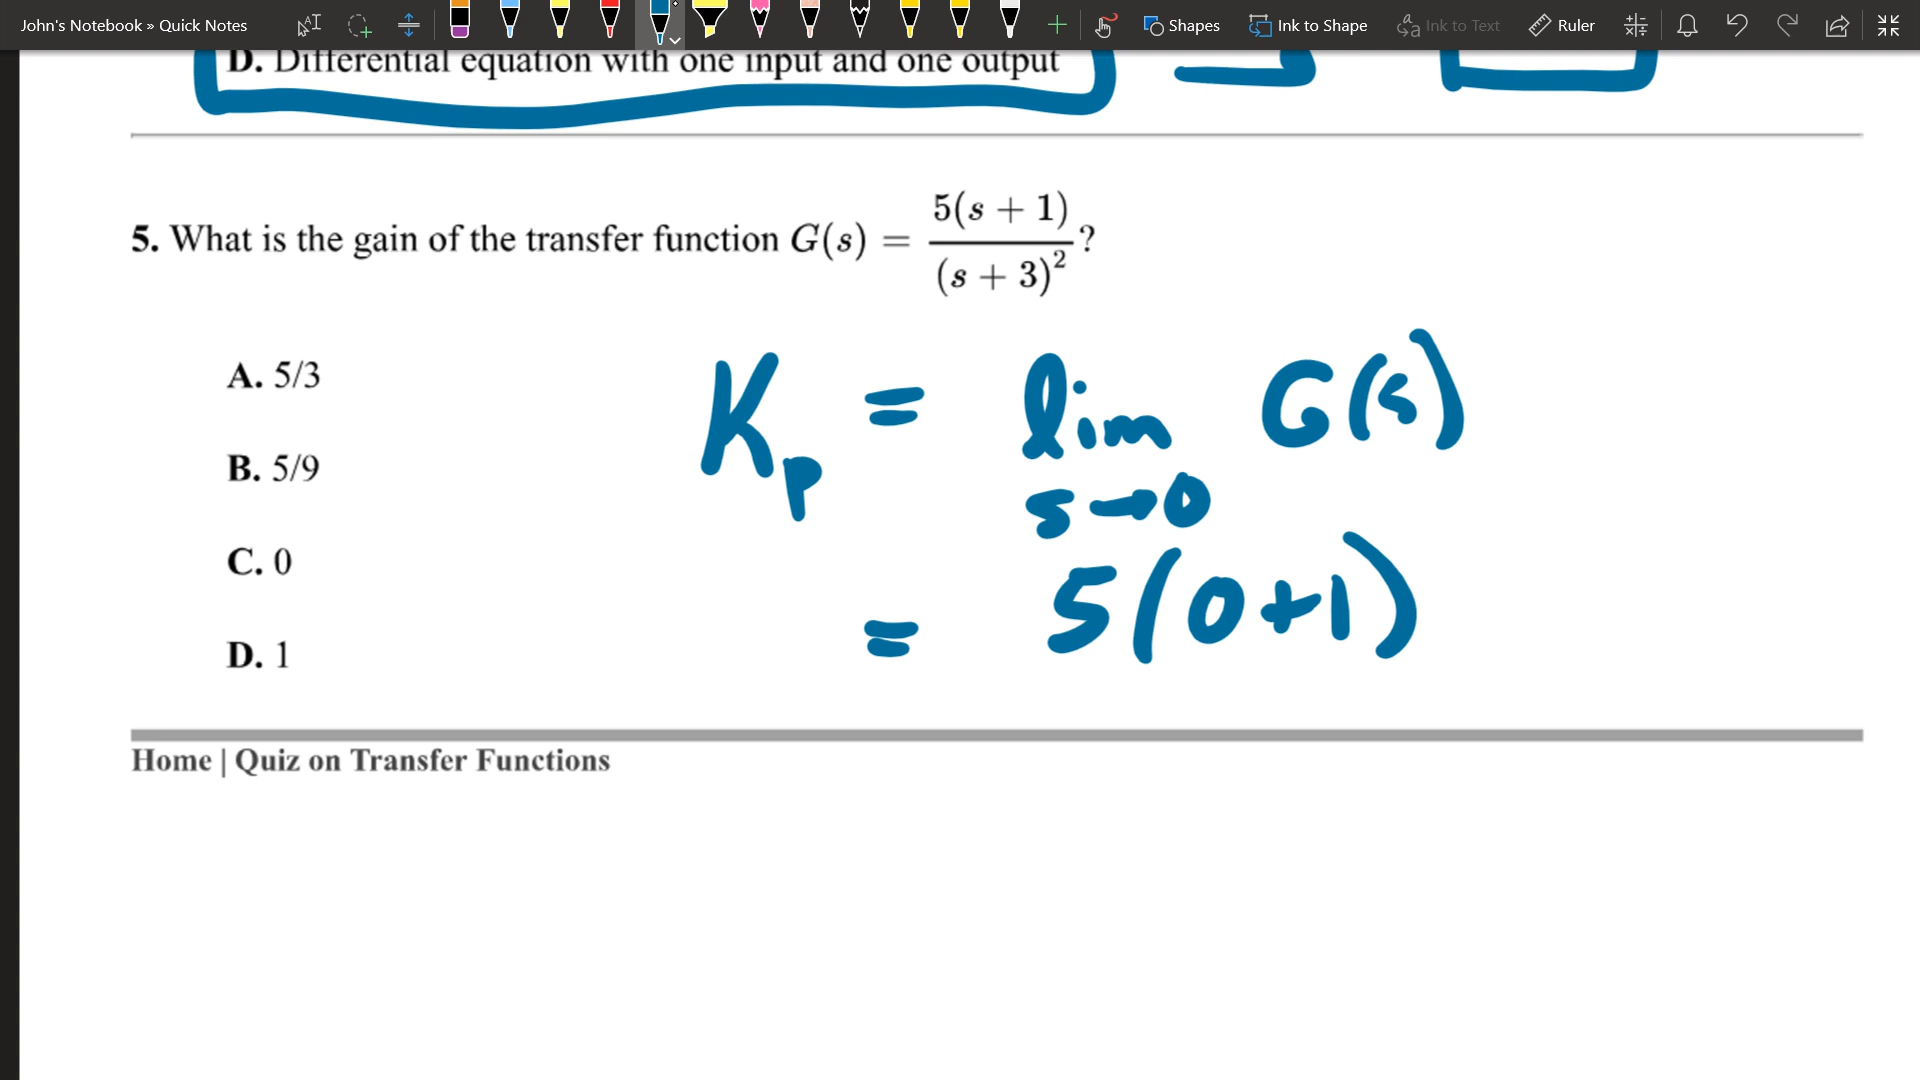 John's Notebook » Quick Notes
Shapes
Ink to Shape
Ink to Text
Ruler
D. Differential equation with one input and one output
5. What is the gain of the transfer function G(s) = 5(s + 1) / (s + 3)²?
A. 5/3
B. 5/9
C. 0
D. 1
Kp = lim G(s)
s→0
= 5(0+1)
Home | Quiz on Transfer Functions